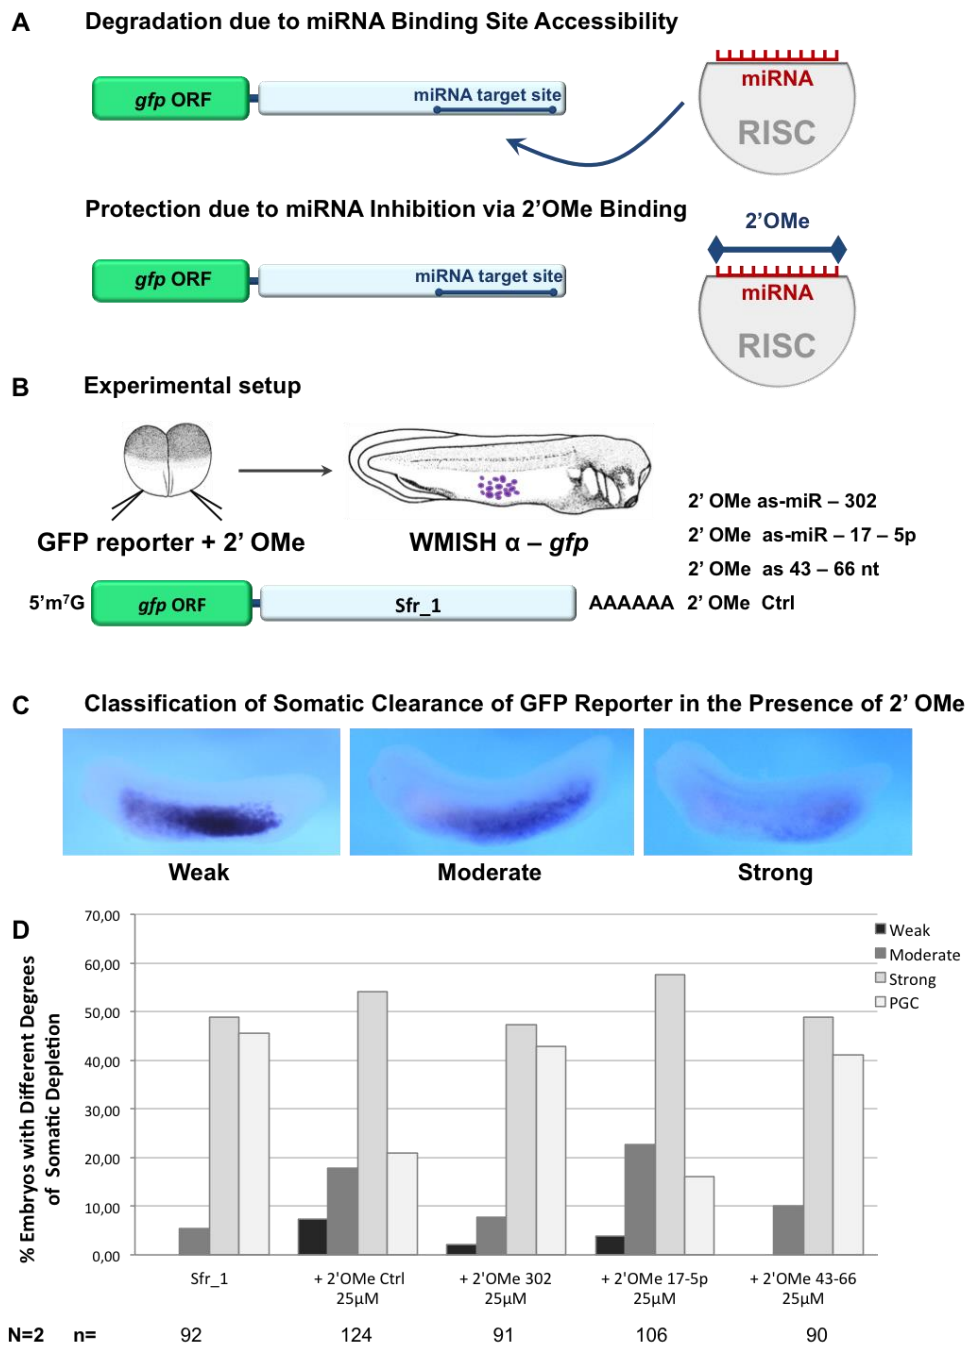 A Degradation due to miRNA Binding Site Accessibility
gfp ORF
miRNA target site
miRNA
RISC
Protection due to miRNA Inhibition via 2’OMe Binding
2’OMe
gfp ORF
miRNA target site
miRNA
RISC
B Experimental setup
GFP reporter + 2’ OMe
WMISH α – gfp
2’ OMe as-miR – 302
2’ OMe as-miR – 17 – 5p
2’ OMe as 43 – 66 nt
2’ OMe Ctrl
5’m⁷G gfp ORF Sfr_1 AAAAAA
C Classification of Somatic Clearance of GFP Reporter in the Presence of 2’ OMe
Weak Moderate Strong
D
% Embryos with Different Degrees
of Somatic Depletion
70,00
60,00
50,00
40,00
30,00
20,00
10,00
0,00
Weak
Moderate
Strong
PGC
Sfr_1
+ 2'OMe Ctrl
25µM
+ 2'OMe 302
25µM
+ 2'OMe 17-5p
25µM
+ 2'OMe 43-66
25µM
N=2 n= 92 124 91 106 90